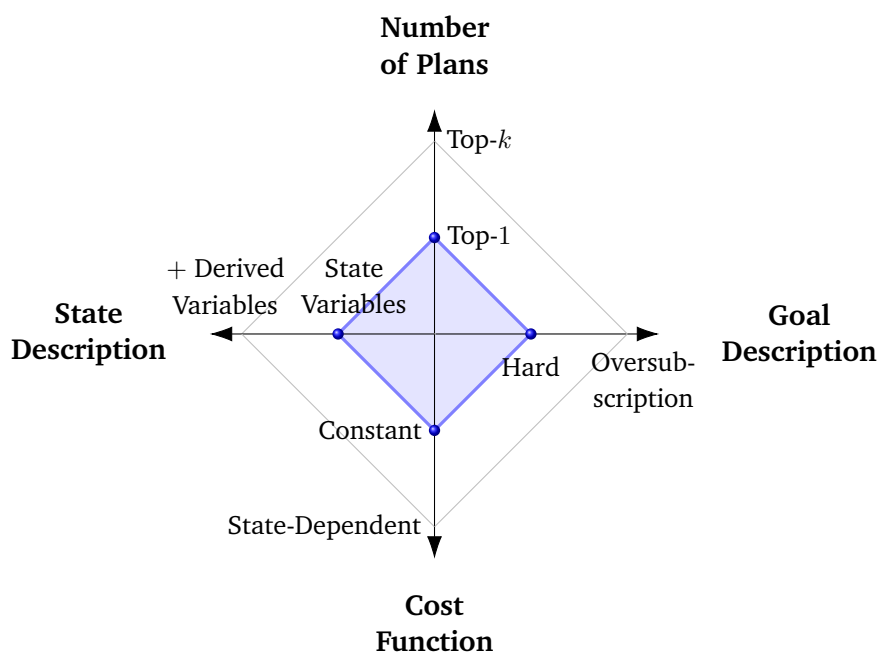 Number
of Plans
Top-k
Top-1
+ Derived
Variables
State
Variables
State
Description
Goal
Description
Hard
Oversub-
scription
Constant
State-Dependent
Cost
Function